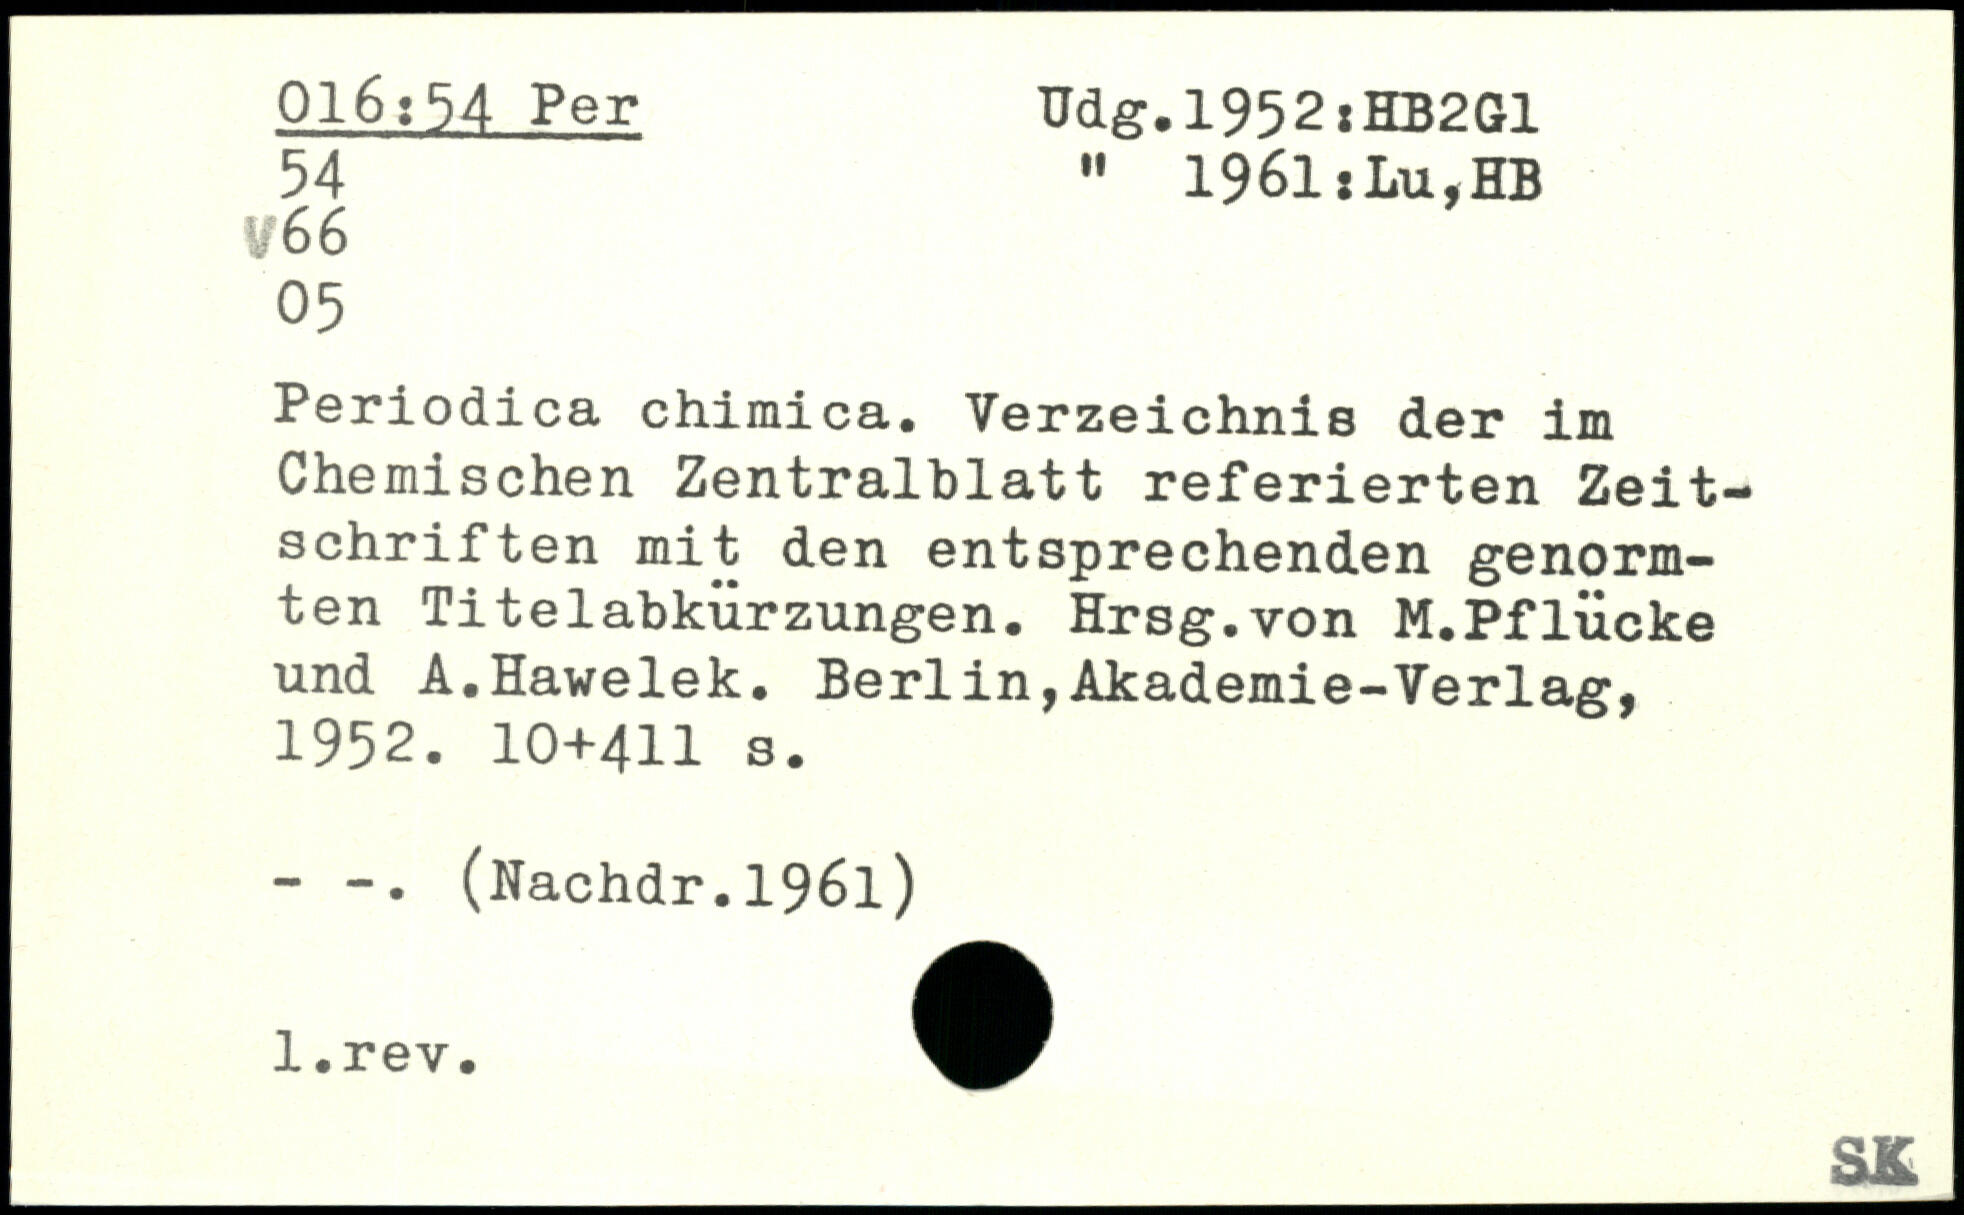 016:54 Per
Udg.1952:HB2Gl
" 1961:Lu,HB
54
V66
05
Periodica chimica. Verzeichnis der im
Chemischen Zentralblatt referierten Zeit-
schriften mit den entsprechenden genorm-
ten Titelabkürzungen. Hrsg.von M.Pflücke
und A.Hawelek. Berlin,Akademie-Verlag,
1952. 10+411 s.
- -. (Nachdr.1961)
1.rev.
SK